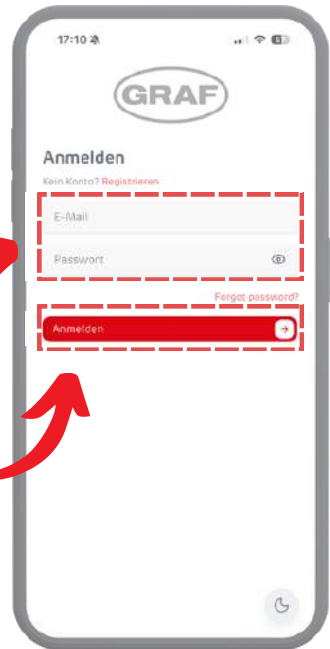 17:10
GRAF
Anmelden
Kein Konto? Registrieren
E-Mail
Passwort
Forgot password?
Anmelden